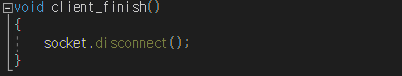 void client_finish()
{
socket.disconnect();
}